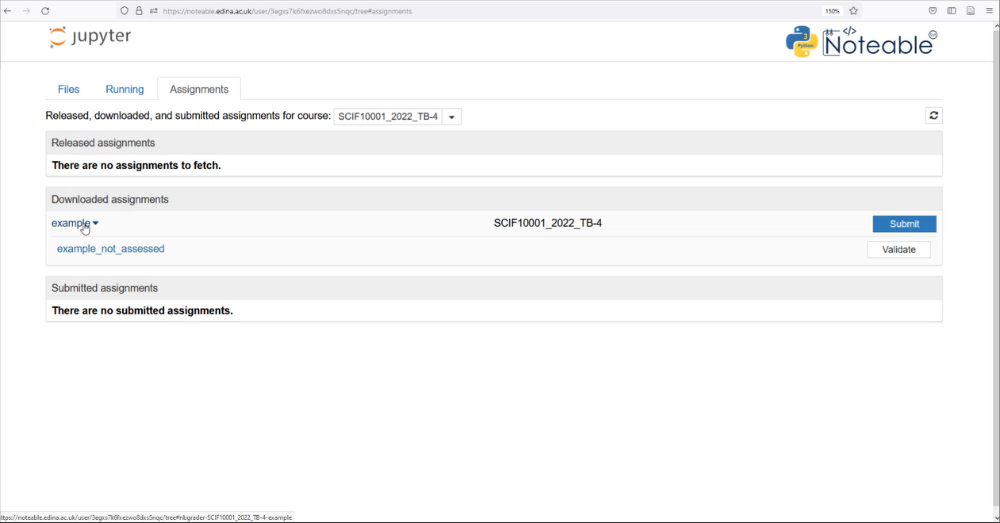 https://noteable.edina.ac.uk/user/3egxs7k6fxezwo8dxs5nqc/tree#assignments
150%
jupyter
3
Python
</>
Noteable
Files
Running
Assignments
Released, downloaded, and submitted assignments for course: SCIF10001_2022_TB-4
Released assignments
There are no assignments to fetch.
Downloaded assignments
example
SCIF10001_2022_TB-4
Submit
example_not_assessed
Validate
Submitted assignments
There are no submitted assignments.
ttps://noteable.edina.ac.uk/user/3egxs7k6fxezwo8dxs5nqc/tree#nbgrader-SCIF10001_2022_TB-4-example